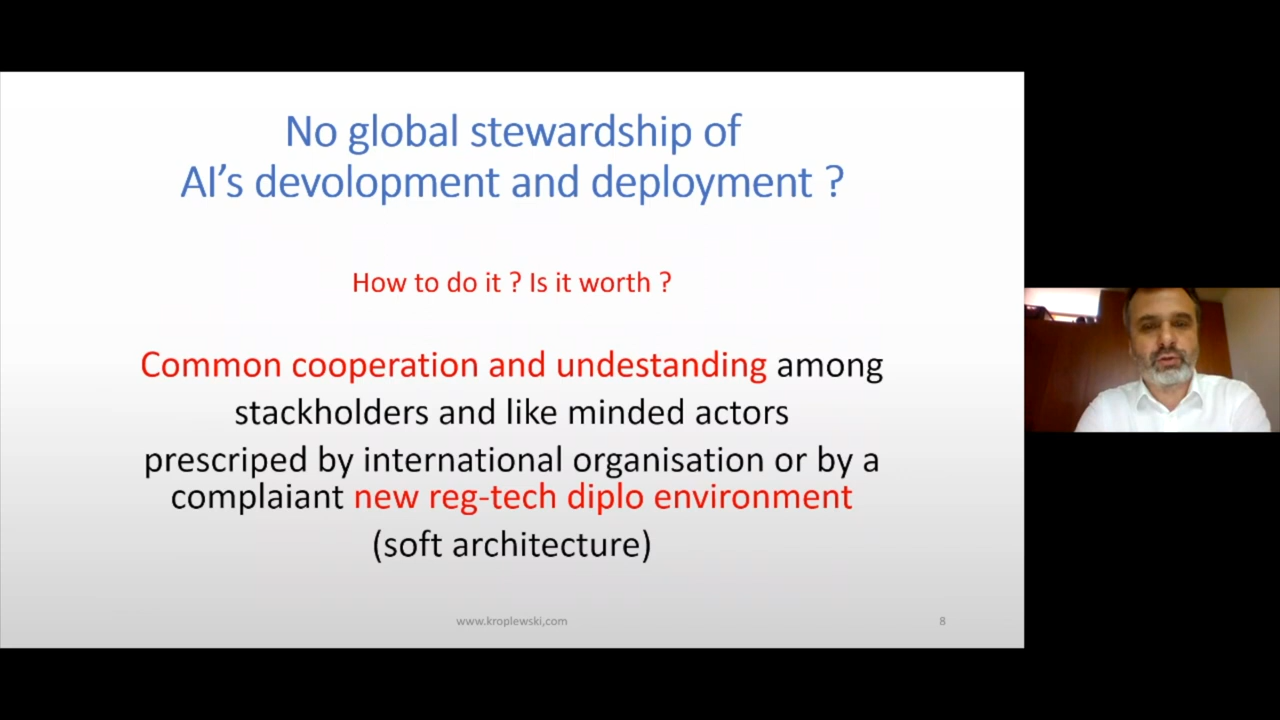 No global stewardship of
AI's devolopment and deployment ?
How to do it ? Is it worth ?
Common cooperation and undestanding among
stackholders and like minded actors
prescriped by international organisation or by a
complaiant new reg-tech diplo environment
(soft architecture)
www.kroplewski,com
8